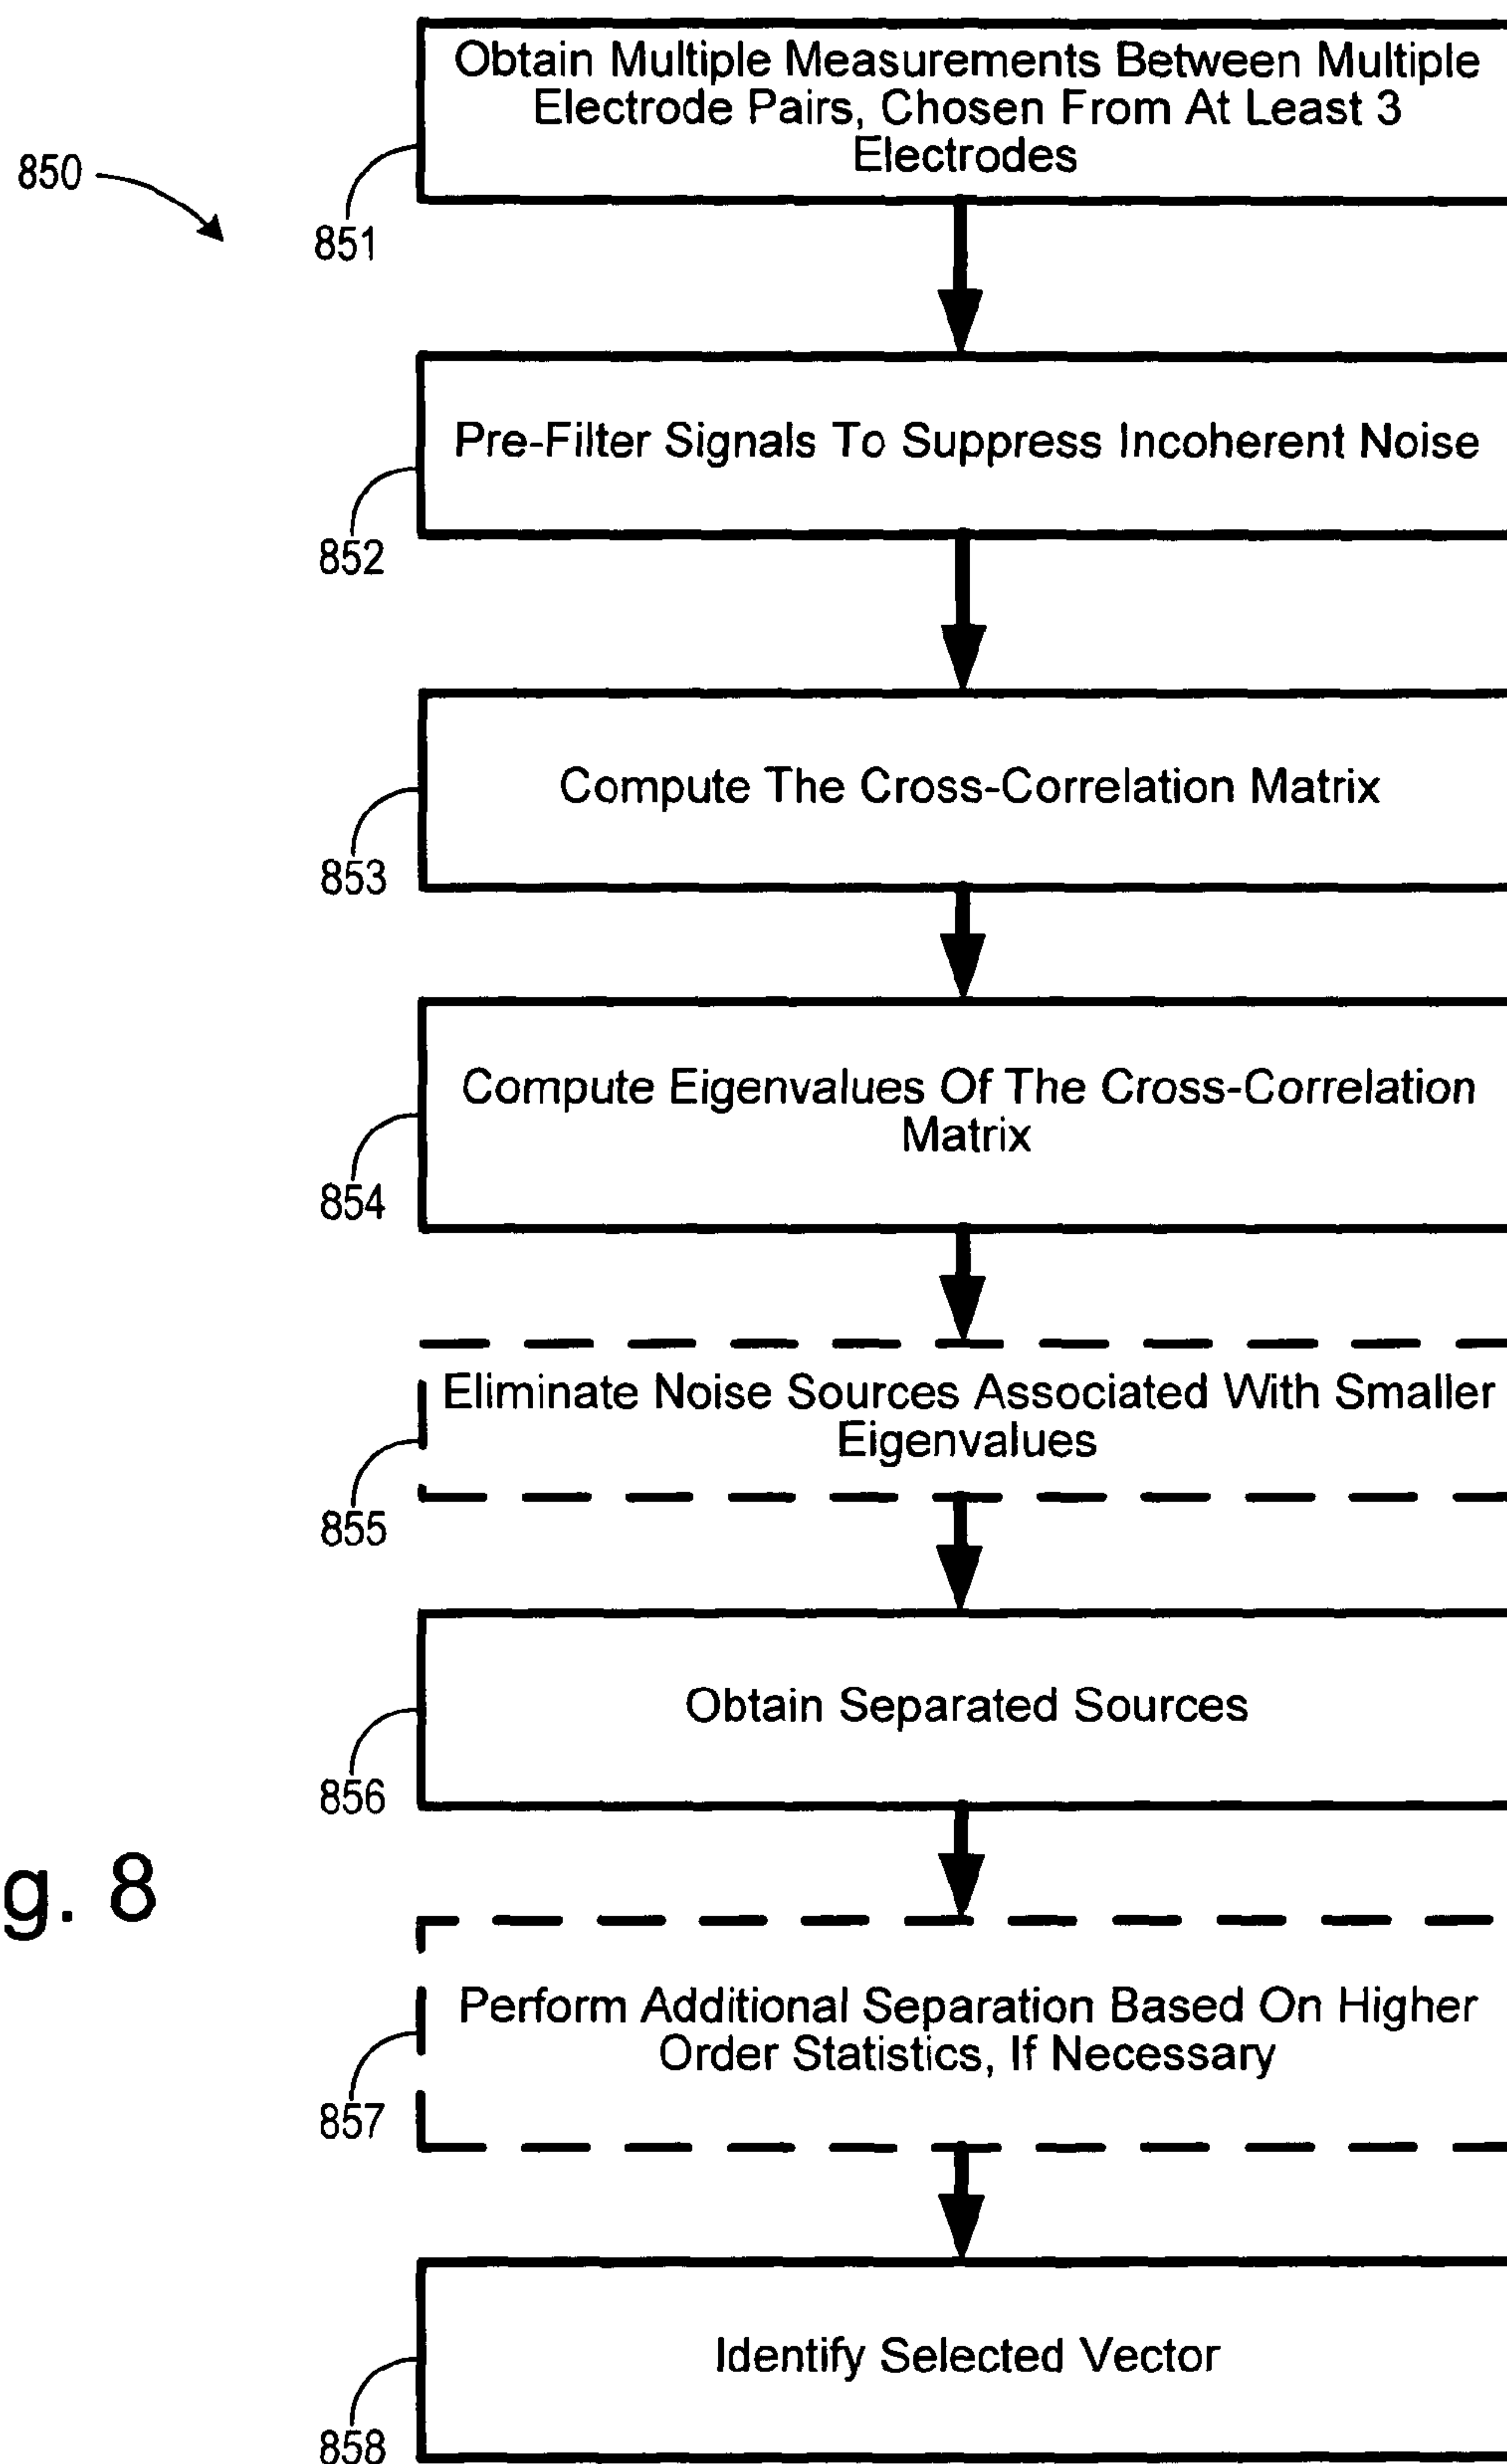 Obtain Multiple Measurements Between Multiple
Electrode Pairs, Chosen From At Least 3
Electrodes
850
851
Pre-Filter Signals To Suppress Incoherent Noise
852
Compute The Cross-Correlation Matrix
853
Compute Eigenvalues Of The Cross-Correlation
Matrix
854
Eliminate Noise Sources Associated With Smaller
Eigenvalues
855
Obtain Separated Sources
856
g. 8
Perform Additional Separation Based On Higher
Order Statistics, If Necessary
857
Identify Selected Vector
858